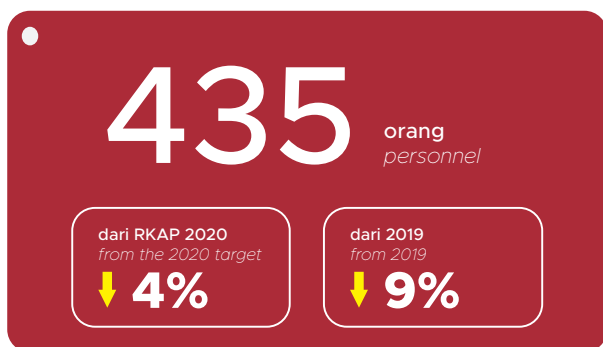 435
orang
personnel
dari RKAP 2020
from the 2020 target
4%
dari 2019
from 2019
9%